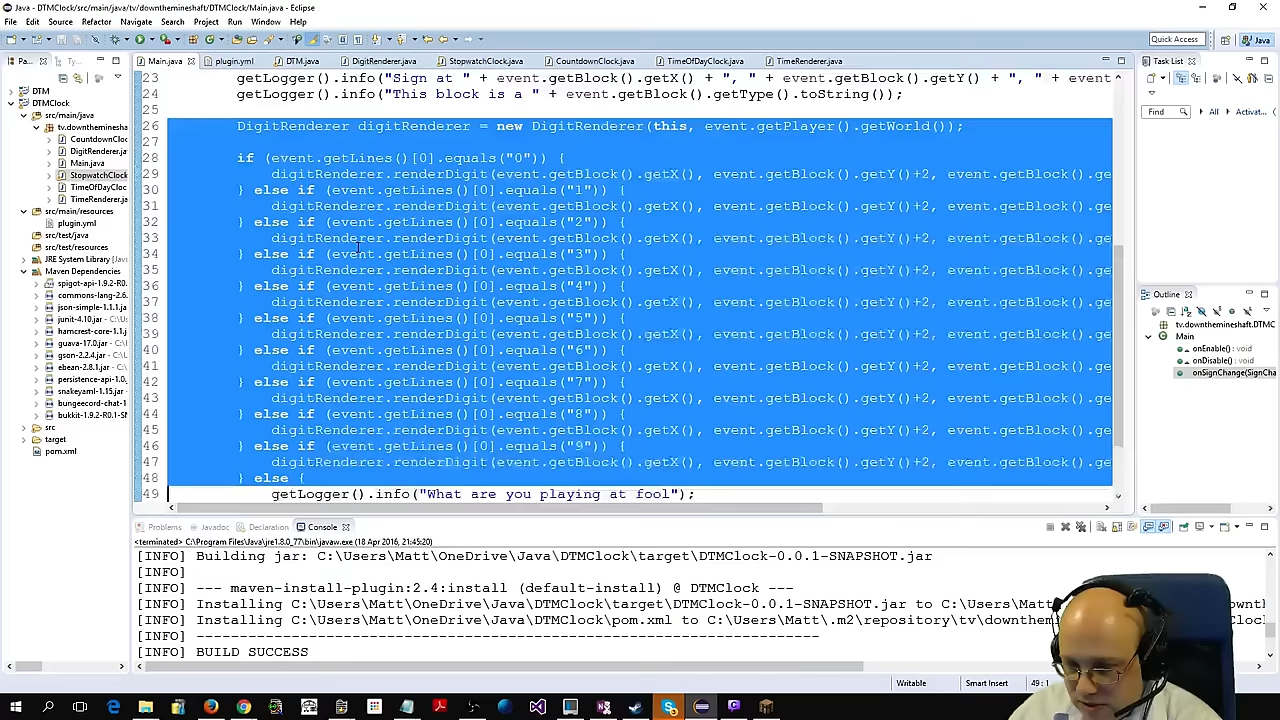 Java - DTMClock/src/main/java/tv/downthemineshaft/DTMClock/Main.java - Eclipse
File Edit Source Refactor Navigate Search Project Run Window Help
Quick Access
Java
Pa...
Ty...
Main.java
plugin.yml
DTM.java
DigitRenderer.java
StopwatchClock.java
CountdownClock.java
TimeOfDayClock.java
TimeRenderer.java
Task List
DTM
DTMClock
src/main/java
tv.downtheminesha
CountdownClo
DigitRenderer.ja
Main.java
StopwatchClock
TimeOfDayCloc
TimeRenderer.ja
src/main/resources
plugin.yml
src/test/java
src/test/resources
JRE System Library [Java
Maven Dependencies
spigot-api-1.9.2-R0.
commons-lang-2.6.
json-simple-1.1.1.ja
junit-4.10.jar - C:\Us
hamcrest-core-1.1.j
guava-17.0.jar
gson-2.2.4.jar
ebean-2.8.1.jar
persistence-api-1.0.
snakeyaml-1.15.jar
bungeecord-chat-1
bukkit-1.9.2-R0.1-SN
src
target
pom.xml
23 getLogger().info("Sign at " + event.getBlock().getX() + ", " + event.getBlock().getY() + ", " + event
24 getLogger().info("This block is a " + event.getBlock().getType().toString());
25
26 DigitRenderer digitRenderer = new DigitRenderer(this, event.getPlayer().getWorld());
27
28 if (event.getLines()[0].equals("0")) {
29 digitRenderer.renderDigit(event.getBlock().getX(), event.getBlock().getY()+2, event.getBlock().ge
30 } else if (event.getLines()[0].equals("1")) {
31 digitRenderer.renderDigit(event.getBlock().getX(), event.getBlock().getY()+2, event.getBlock().ge
32 } else if (event.getLines()[0].equals("2")) {
33 digitRenderer.renderDigit(event.getBlock().getX(), event.getBlock().getY()+2, event.getBlock().ge
34 } else if (event.getLines()[0].equals("3")) {
35 digitRenderer.renderDigit(event.getBlock().getX(), event.getBlock().getY()+2, event.getBlock().ge
36 } else if (event.getLines()[0].equals("4")) {
37 digitRenderer.renderDigit(event.getBlock().getX(), event.getBlock().getY()+2, event.getBlock().ge
38 } else if (event.getLines()[0].equals("5")) {
39 digitRenderer.renderDigit(event.getBlock().getX(), event.getBlock().getY()+2, event.getBlock().ge
40 } else if (event.getLines()[0].equals("6")) {
41 digitRenderer.renderDigit(event.getBlock().getX(), event.getBlock().getY()+2, event.getBlock().ge
42 } else if (event.getLines()[0].equals("7")) {
43 digitRenderer.renderDigit(event.getBlock().getX(), event.getBlock().getY()+2, event.getBlock().ge
44 } else if (event.getLines()[0].equals("8")) {
45 digitRenderer.renderDigit(event.getBlock().getX(), event.getBlock().getY()+2, event.getBlock().ge
46 } else if (event.getLines()[0].equals("9")) {
47 digitRenderer.renderDigit(event.getBlock().getX(), event.getBlock().getY()+2, event.getBlock().ge
48 } else {
49 getLogger().info("What are you playing at fool");
Find
All
Activat...
Outline
tv.downthemineshaft.DTM
Main
onEnable() : void
onDisable() : void
onSignChange(SignCha
Problems Javadoc Declaration Console
<terminated> C:\Program Files\Java\jre1.8.0_77\bin\javaw.exe (18 Apr 2016, 21:45:20)
[INFO] Building jar: C:\Users\Matt\OneDrive\Java\DTMClock\target\DTMClock-0.0.1-SNAPSHOT.jar
[INFO]
[INFO] --- maven-install-plugin:2.4:install (default-install) @ DTMClock ---
[INFO] Installing C:\Users\Matt\OneDrive\Java\DTMClock\target\DTMClock-0.0.1-SNAPSHOT.jar to C:\Us
[INFO] Installing C:\Users\Matt\OneDrive\Java\DTMClock\pom.xml to C:\Users\Matt\.m2\repository\tv\downt
[INFO] ------------------------------------------------------------------------
[INFO] BUILD SUCCESS
Writable
Smart Insert
49 : 1